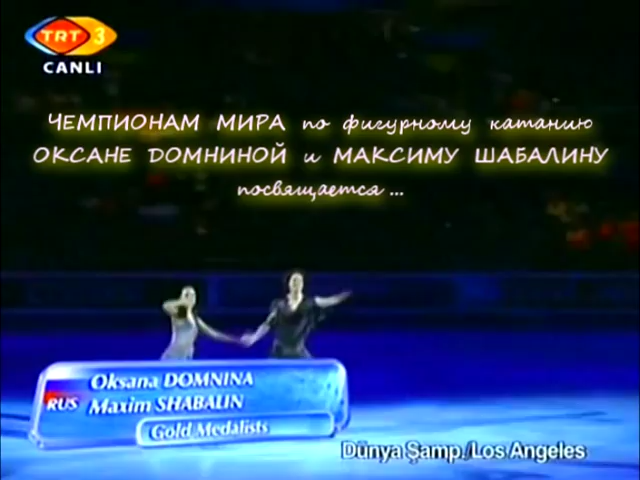 TRT 3
CANLI
ЧЕМПИОНАМ МИРА по фигурному катанию
ОКСАНЕ ДОМНИНОЙ и МАКСИМУ ШАБАЛИНУ
посвящается ...
Oksana DOMNINA
RUS Maxim SHABALIN
Gold Medalists
Dünya Şamp./Los Angeles